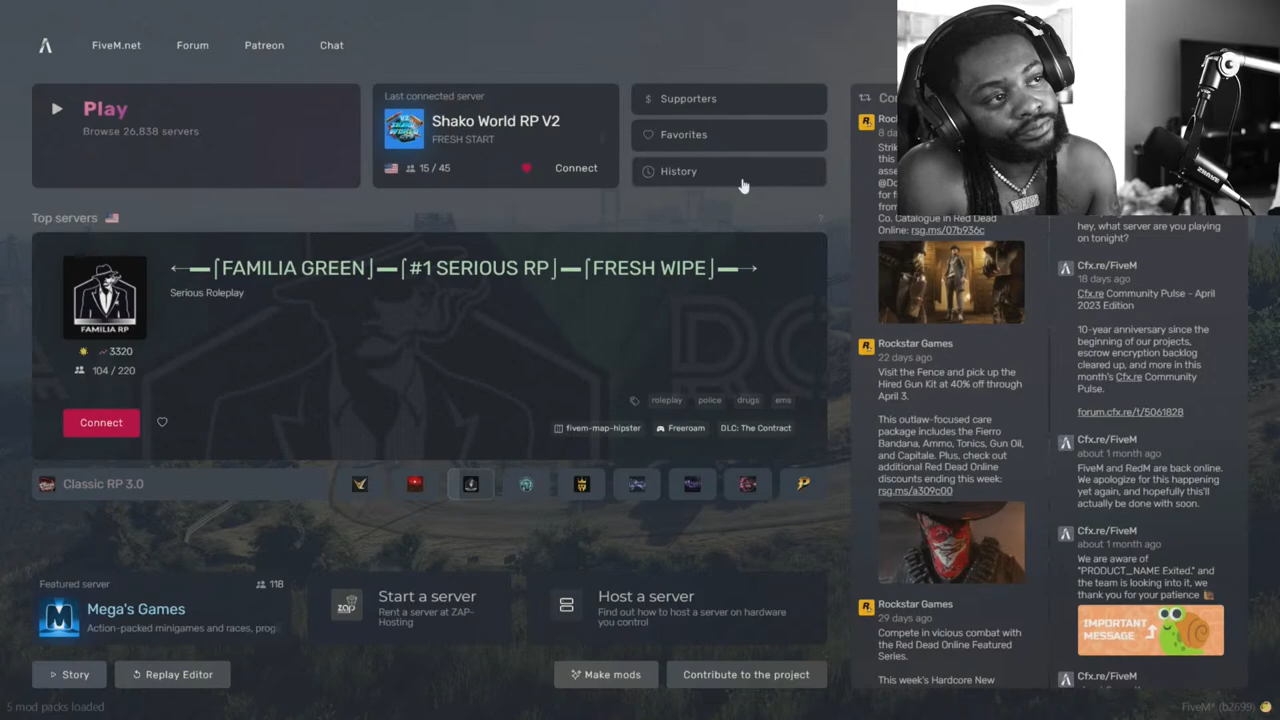 FiveM.net
Forum
Patreon
Chat
Play
Browse 26,838 servers
Last connected server
Shako World RP V2
FRESH START
15 / 45
Connect
$ Supporters
Favorites
History
Top servers
?
←▬⌠FAMILIA GREEN⌡▬⌠#1 SERIOUS RP⌡▬⌠FRESH WIPE⌡▬→
Serious Roleplay
FAMILIA RP
3320
104 / 220
Connect
roleplay police drugs ems
fivem-map-hipster Freeroam DLC: The Contract
Classic RP 3.0
Featured server
118
Mega's Games
Action-packed minigames and races, prog
ZAP
Start a server
Rent a server at ZAP-
Hosting
Host a server
Find out how to host a server on hardware
you control
Story
Replay Editor
Make mods
Contribute to the project
5 mod packs loaded
FiveM* (b2699)
this
for f
from
Co. Catalogue in Red Dead
Online: rsg.ms/07b936c
Rockstar Games
22 days ago
Visit the Fence and pick up the
Hired Gun Kit at 40% off through
April 3.
This outlaw-focused care
package includes the Fierro
Bandana, Ammo, Tonics, Gun Oil,
and Capitale. Plus, check out
additional Red Dead Online
discounts ending this week:
rsg.ms/a309c00
Rockstar Games
29 days ago
Compete in vicious combat with
the Red Dead Online Featured
Series.
This week's Hardcore New
hey, what server are you playing
on tonight?
Cfx.re/FiveM
18 days ago
Cfx.re Community Pulse - April
2023 Edition
10-year anniversary since the
beginning of our projects,
escrow encryption backlog
cleared up, and more in this
month's Cfx.re Community
Pulse.
forum.cfx.re/t/5061828
Cfx.re/FiveM
about 1 month ago
FiveM and RedM are back online.
We apologize for this happening
yet again, and hopefully this'll
actually be done with soon.
Cfx.re/FiveM
about 1 month ago
We are aware of
"PRODUCT_NAME Exited." and
the team is looking into it, we
thank you for your patience
IMPORTANT
MESSAGE
Cfx.re/FiveM
about 1 month ago